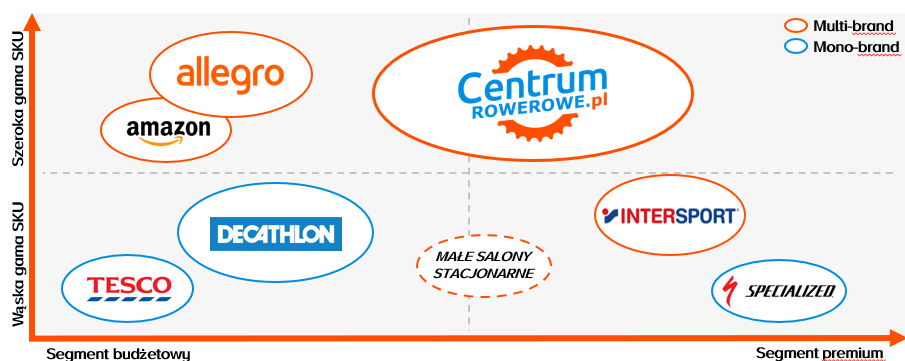 Szeroka gama SKU
Wąska gama SKU
allegro
amazon
Centrum
ROWEROWE.pl
Multi-brand
Mono-brand
DECATHLON
TESCO
MAŁE SALONY
STACJONARNE
INTERSPORT
SPECIALIZED
Segment budżetowy
Segment premium